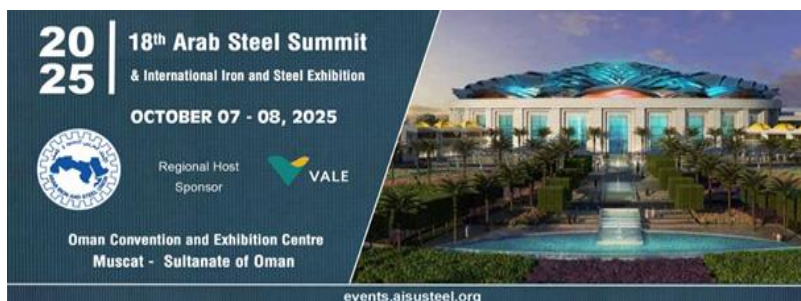 2025
18th Arab Steel Summit
& International Iron and Steel Exhibition
OCTOBER 07 - 08, 2025
Regional Host
Sponsor
VALE
Oman Convention and Exhibition Centre
Muscat - Sultanate of Oman
events.aisusteel.org